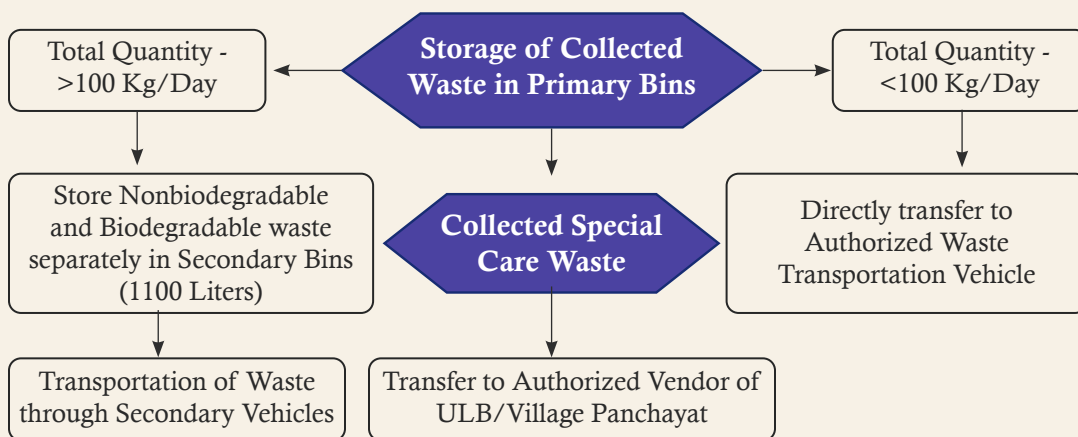 Total Quantity -
>100 Kg/Day
Storage of Collected
Waste in Primary Bins
Total Quantity -
<100 Kg/Day
Store Nonbiodegradable
and Biodegradable waste
separately in Secondary Bins
(1100 Liters)
Collected Special
Care Waste
Directly transfer to
Authorized Waste
Transportation Vehicle
Transportation of Waste
through Secondary Vehicles
Transfer to Authorized Vendor of
ULB/Village Panchayat